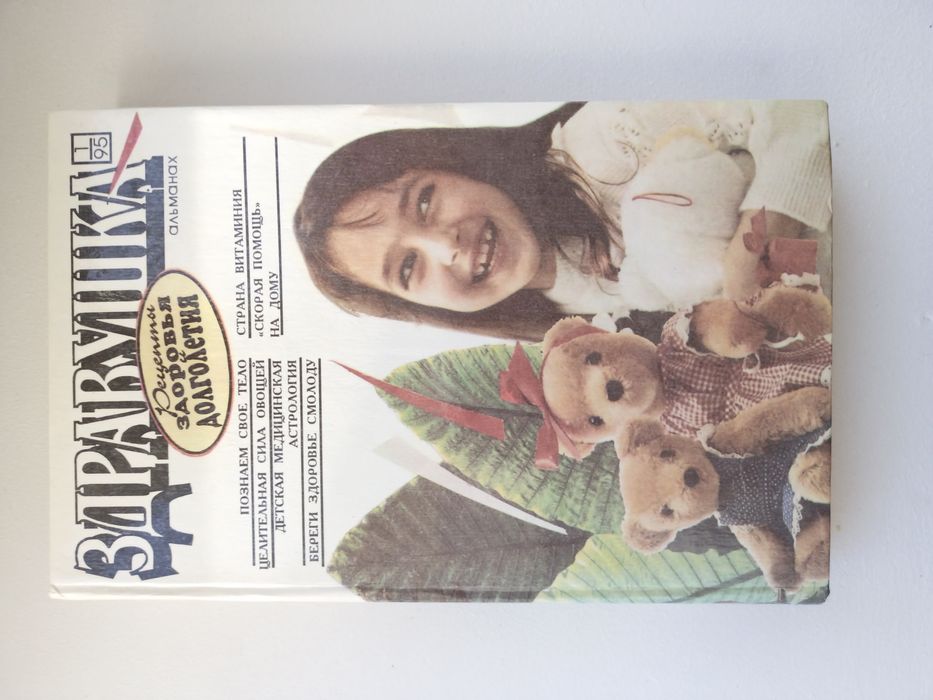 ЗДРАВИШКА
1
95
альманах
Рецепты
здоровья
и
долголетия
ПОЗНАЕМ СВОЕ ТЕЛО
ЦЕЛИТЕЛЬНАЯ СИЛА ОВОЩЕЙ
ДЕТСКАЯ МЕДИЦИНСКАЯ
АСТРОЛОГИЯ
БЕРЕГИ ЗДОРОВЬЕ СМОЛОДУ
СТРАНА ВИТАМИНИЯ
«СКОРАЯ ПОМОЩЬ»
НА ДОМУ